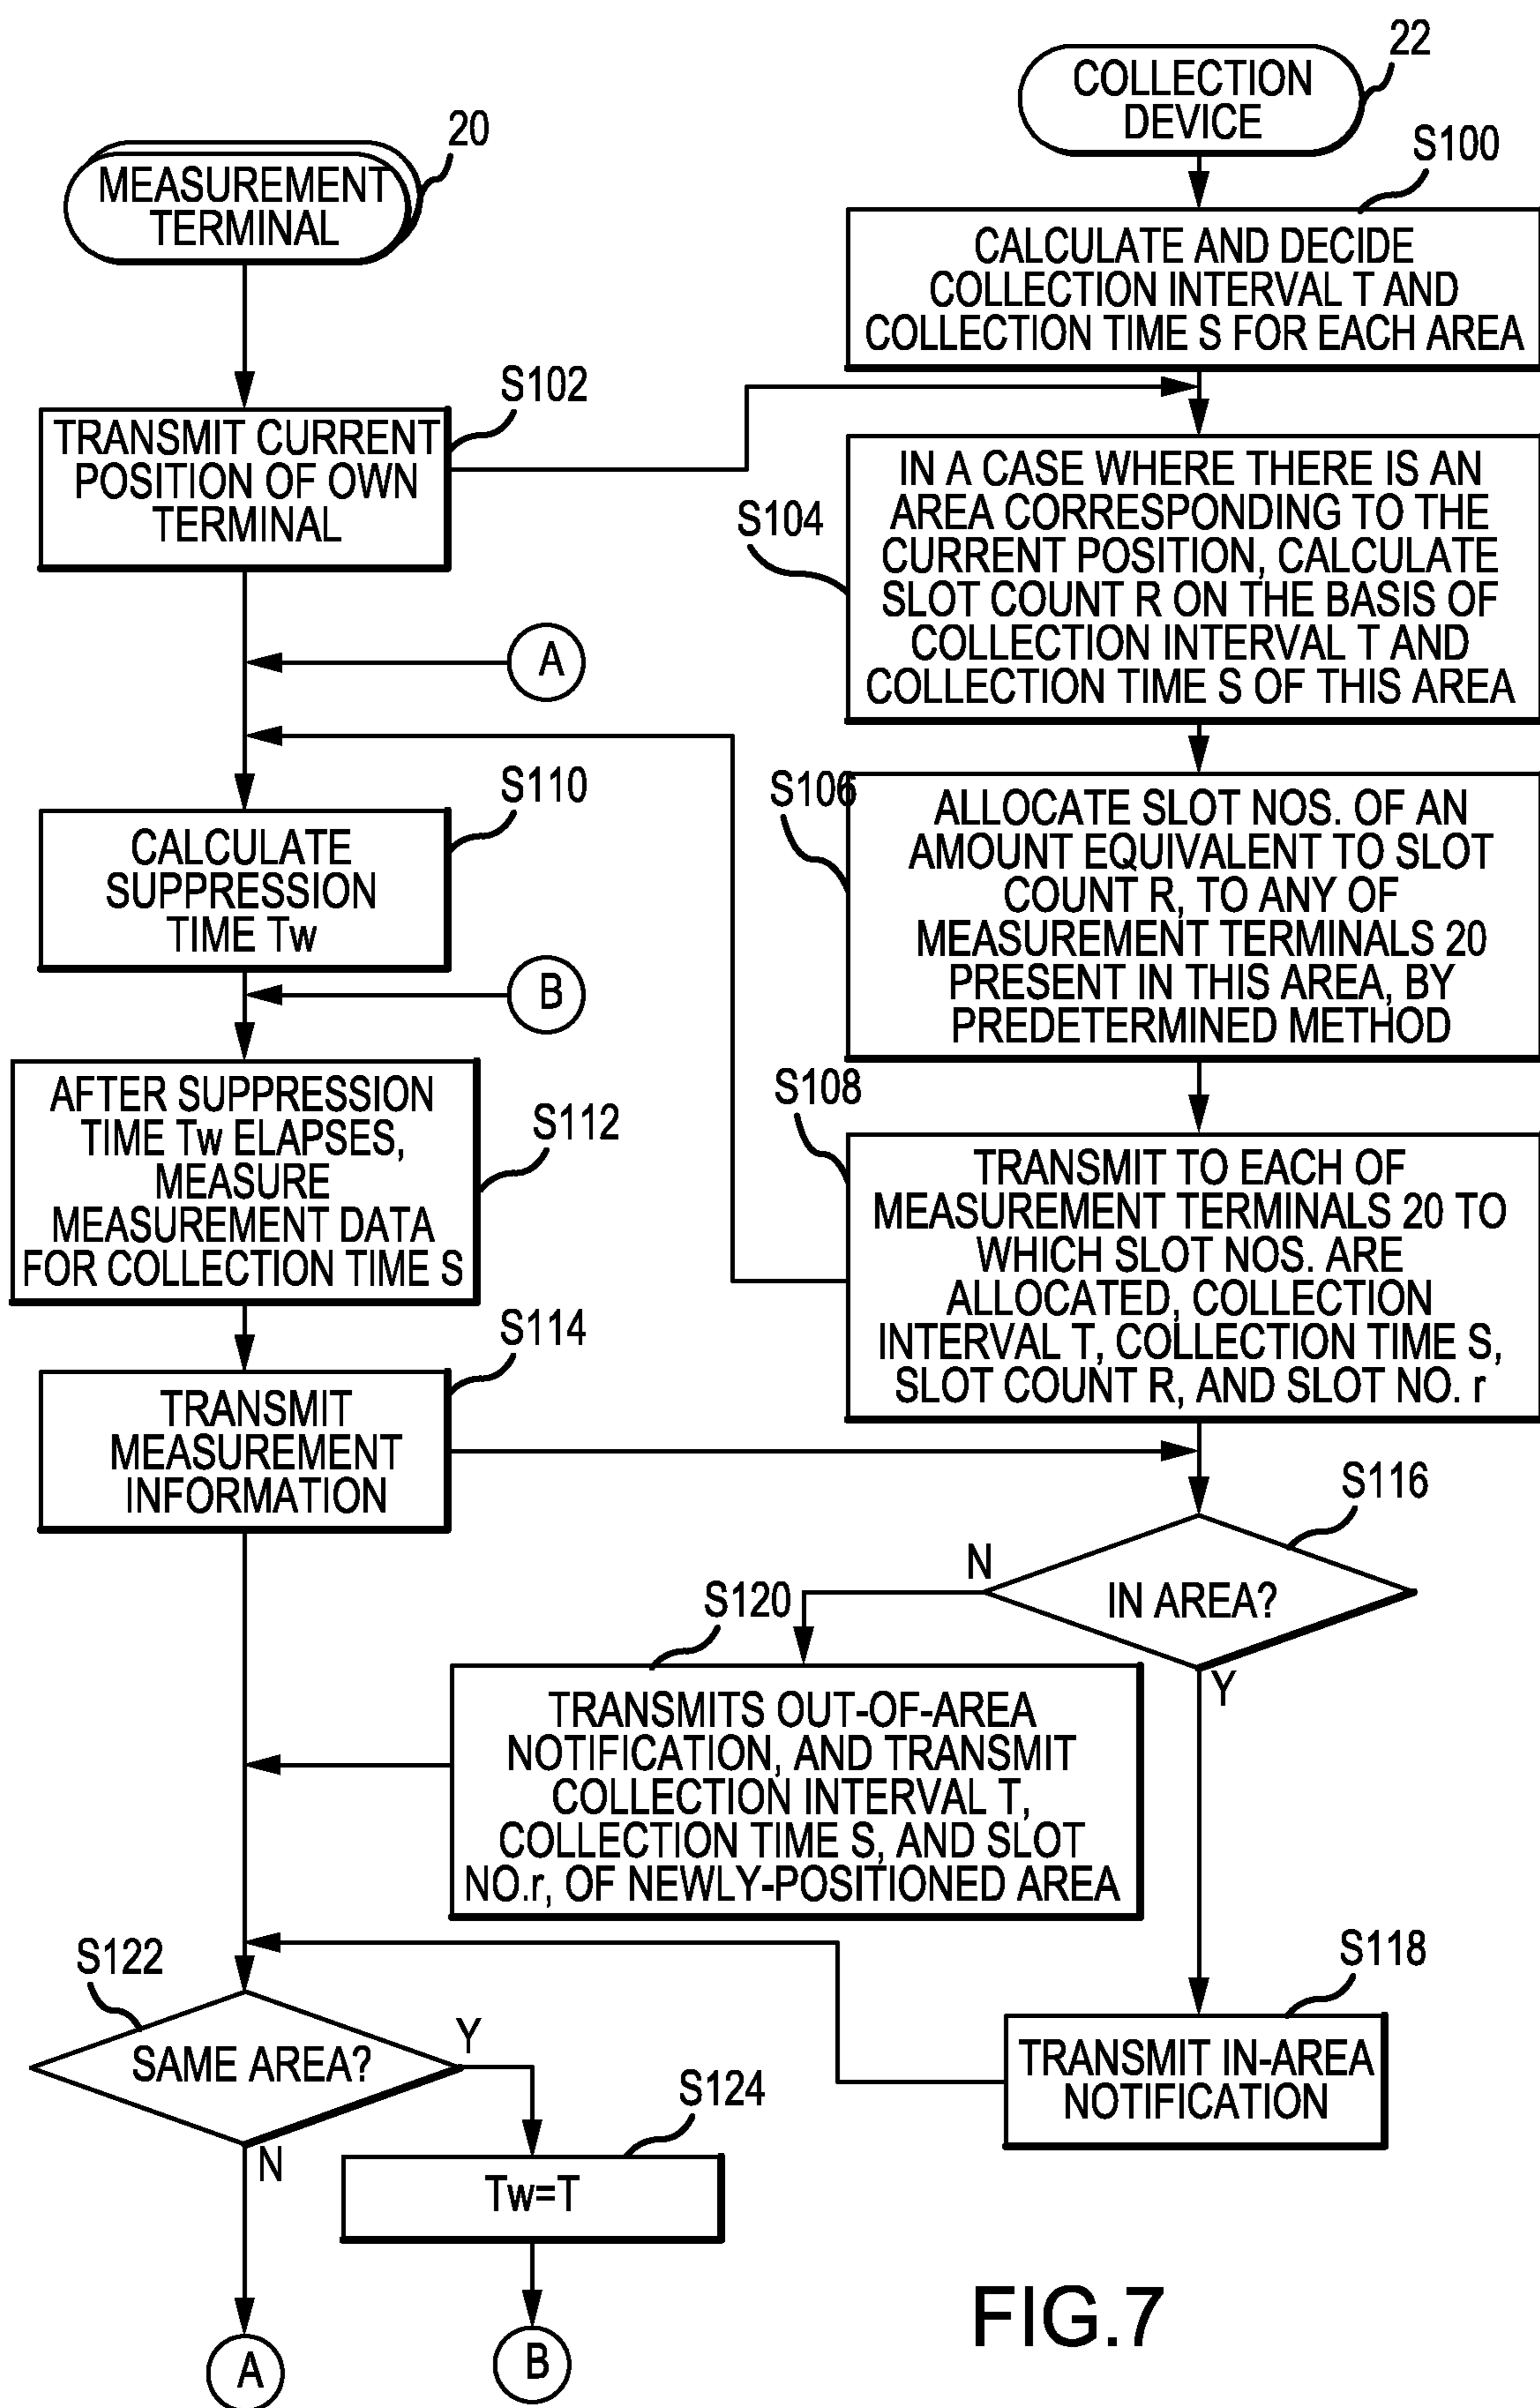 22
COLLECTION
DEVICE
20
MEASUREMENT
TERMINAL
S100
CALCULATE AND DECIDE
COLLECTION INTERVAL T AND
COLLECTION TIME S FOR EACH AREA
S102
TRANSMIT CURRENT
POSITION OF OWN
TERMINAL
S104
IN A CASE WHERE THERE IS AN
AREA CORRESPONDING TO THE
CURRENT POSITION, CALCULATE
SLOT COUNT R ON THE BASIS OF
COLLECTION INTERVAL T AND
COLLECTION TIME S OF THIS AREA
A
S106
ALLOCATE SLOT NOS. OF AN
AMOUNT EQUIVALENT TO SLOT
COUNT R, TO ANY OF
MEASUREMENT TERMINALS 20
PRESENT IN THIS AREA, BY
PREDETERMINED METHOD
S110
CALCULATE
SUPPRESSION
TIME Tw
B
S108
TRANSMIT TO EACH OF
MEASUREMENT TERMINALS 20 TO
WHICH SLOT NOS. ARE
ALLOCATED, COLLECTION
INTERVAL T, COLLECTION TIME S,
SLOT COUNT R, AND SLOT NO. r
S112
AFTER SUPPRESSION
TIME Tw ELAPSES,
MEASURE
MEASUREMENT DATA
FOR COLLECTION TIME S
S114
TRANSMIT
MEASUREMENT
INFORMATION
S116
IN AREA?
N
Y
S120
TRANSMITS OUT-OF-AREA
NOTIFICATION, AND TRANSMIT
COLLECTION INTERVAL T,
COLLECTION TIME S, AND SLOT
NO.r, OF NEWLY-POSITIONED AREA
S118
TRANSMIT IN-AREA
NOTIFICATION
S122
SAME AREA?
Y
N
S124
Tw=T
A
B
FIG.7